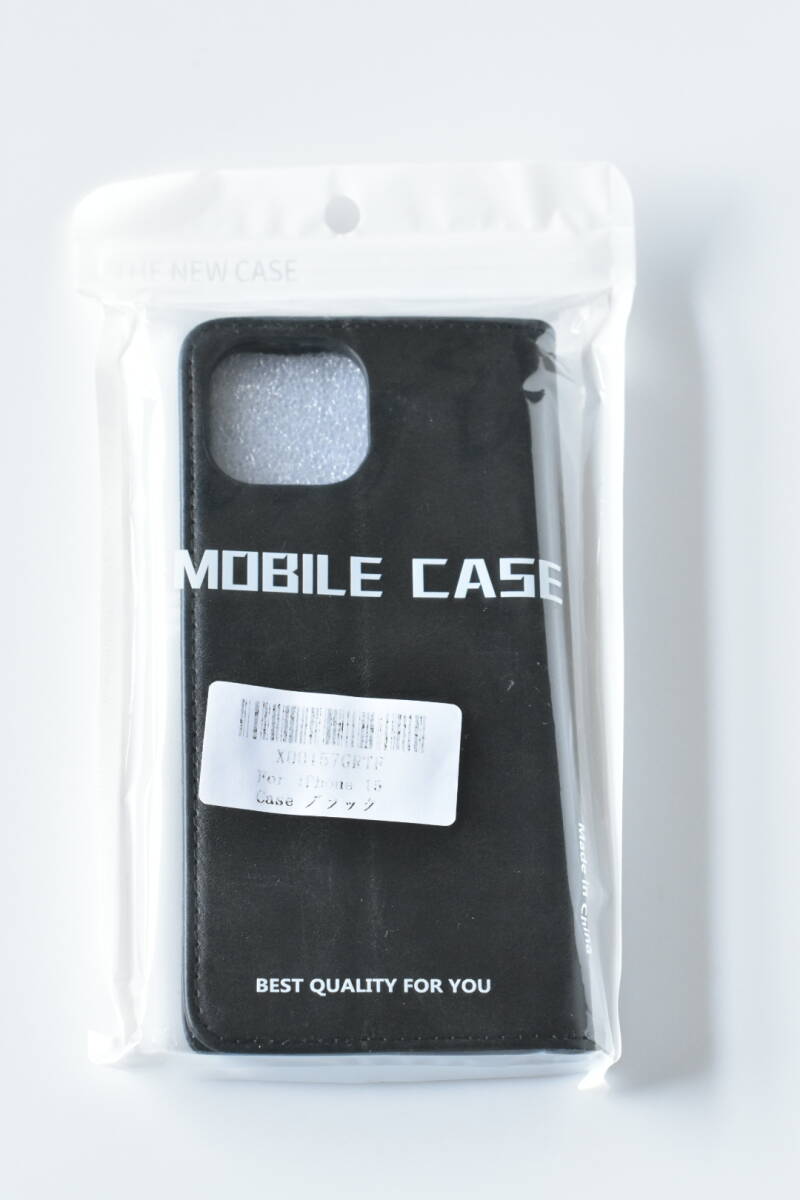 THE NEW CASE
MOBILE CASE
For iPhone 15
Case ブラック
Made in China
BEST QUALITY FOR YOU